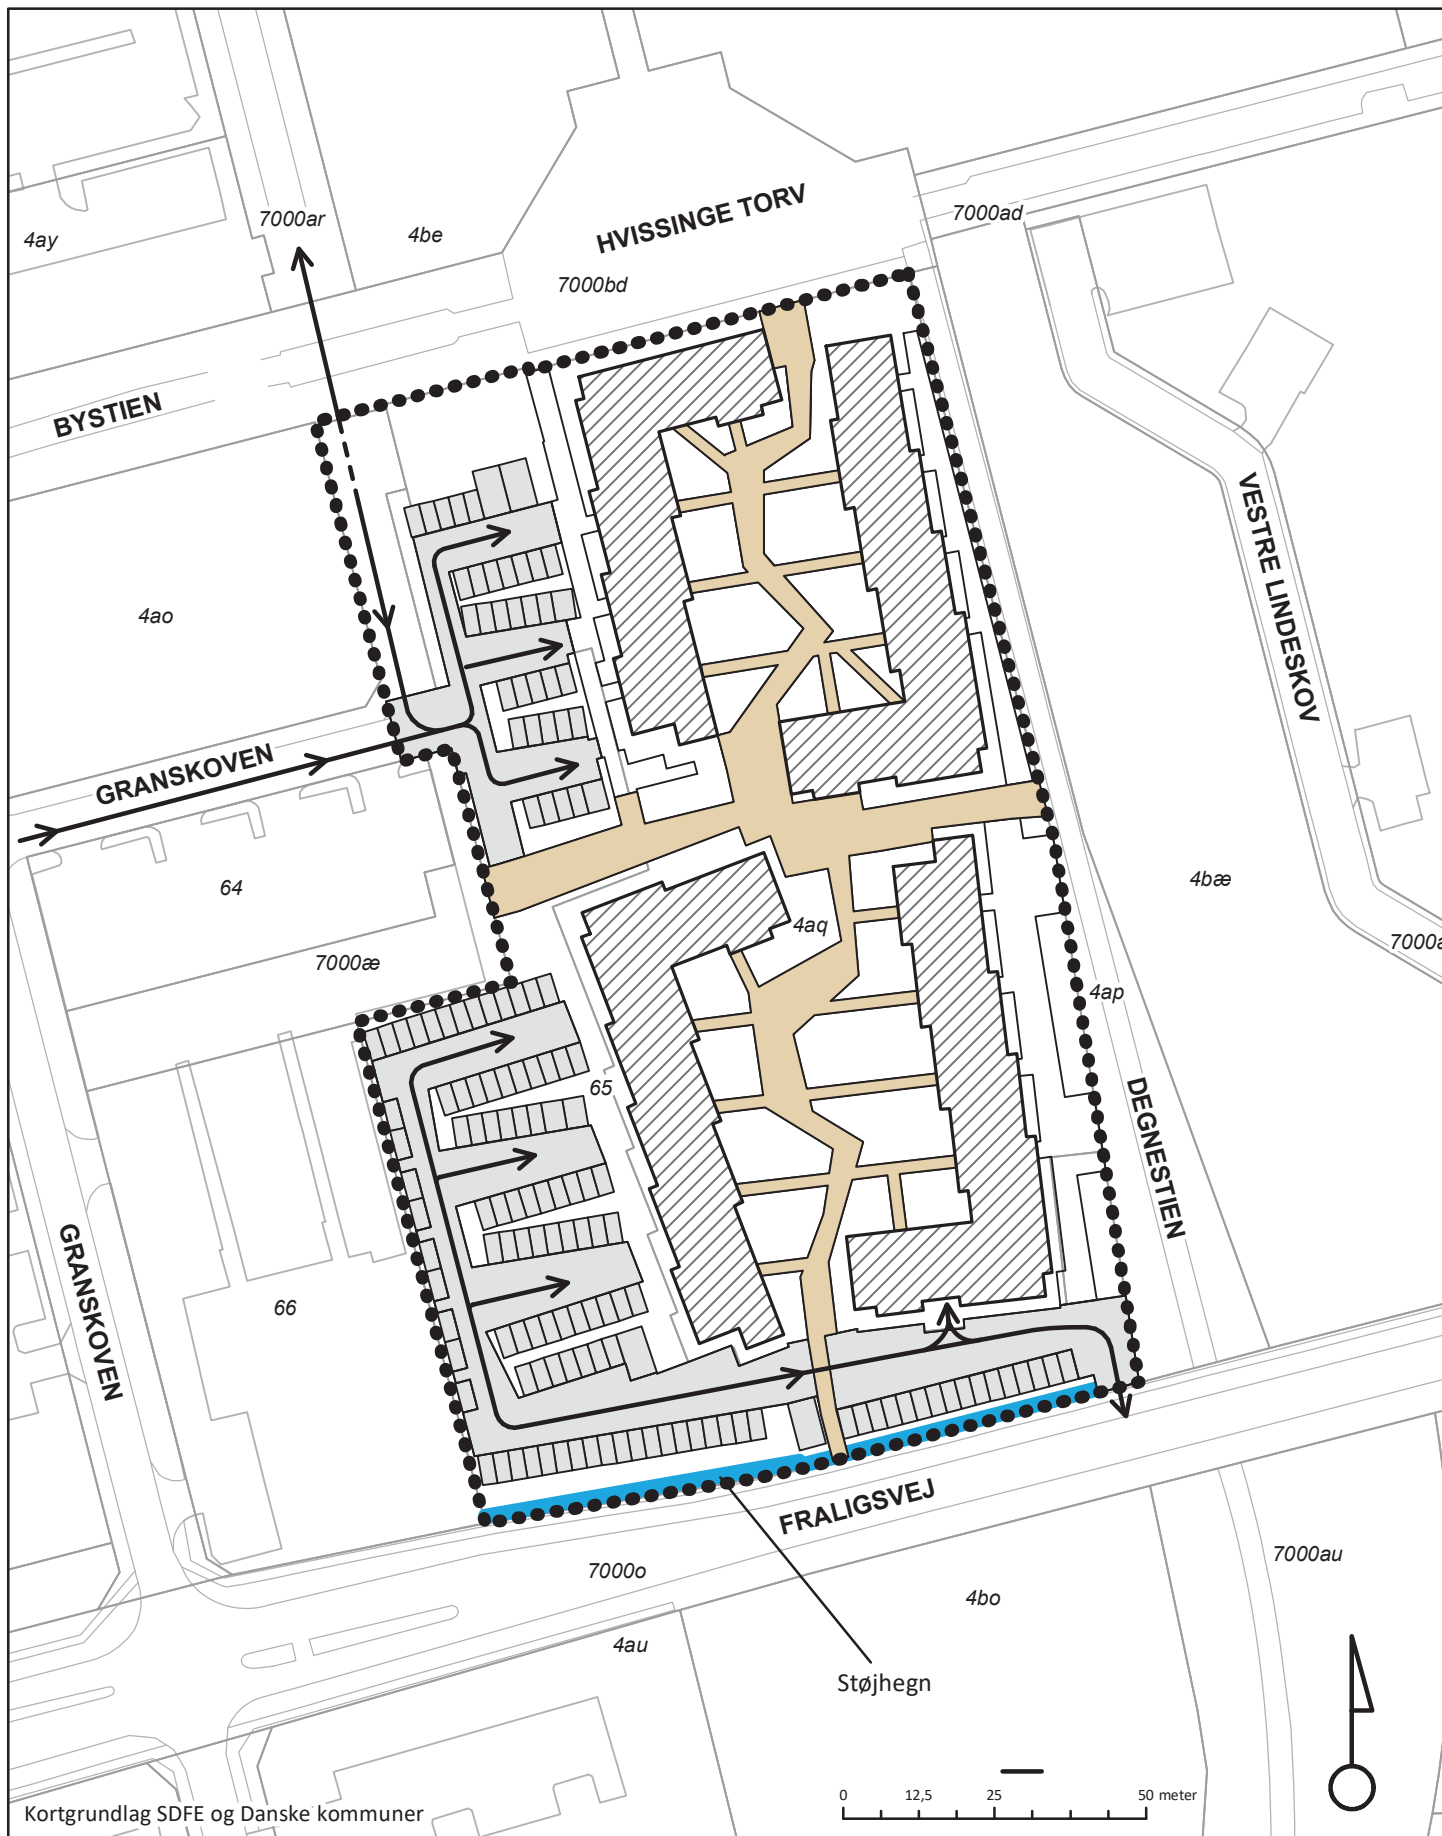 4ay
7000ar
4be
HVISSINGE TORV
7000ad
7000bd
BYSTIEN
VESTRE LINDESKOV
4ao
GRANSKOVEN
64
4bæ
4aq
7000æ
4ap
65
DEGNESTIEN
GRANSKOVEN
66
FRALIGSVEJ
7000o
7000au
4bo
4au
Støjhegn
0 12,5 25 50 meter
Kortgrundlag SDFE og Danske kommuner